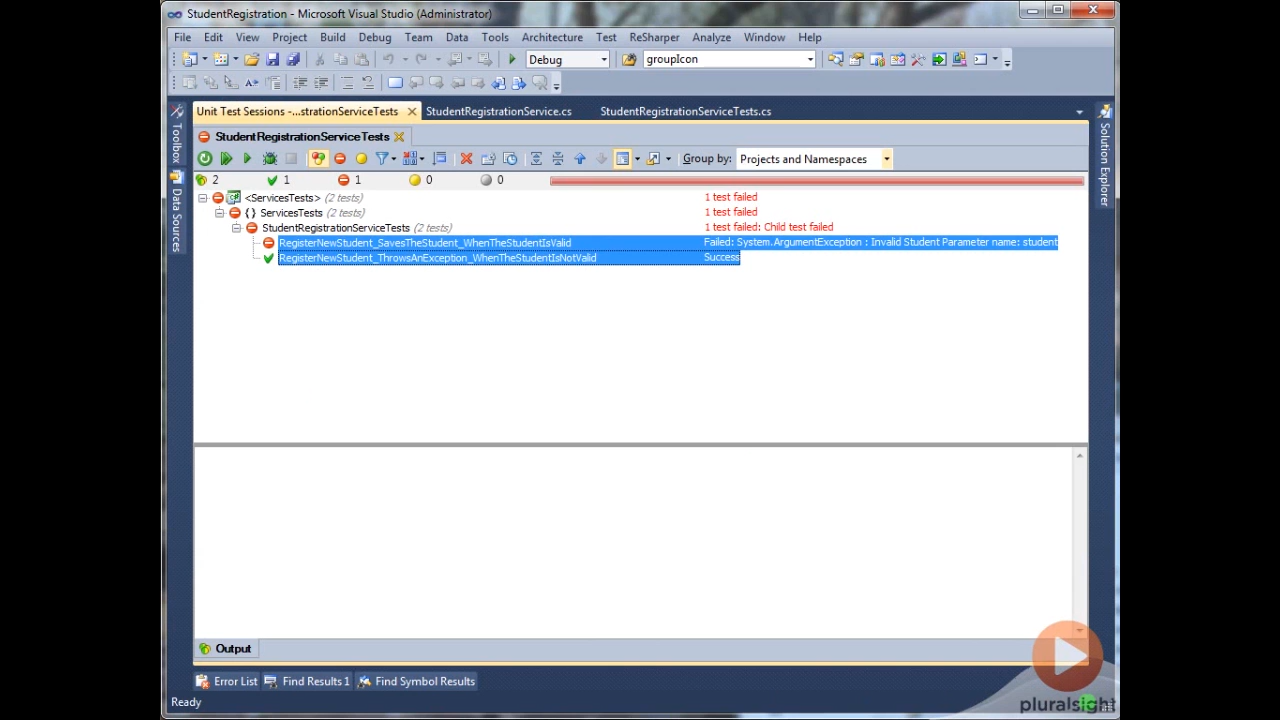 StudentRegistration - Microsoft Visual Studio (Administrator)
File Edit View Project Build Debug Team Data Tools Architecture Test ReSharper Analyze Window Help
Debug groupIcon
Unit Test Sessions -...strationServiceTests StudentRegistrationService.cs StudentRegistrationServiceTests.cs
Toolbox
Data Sources
Solution Explorer
StudentRegistrationServiceTests
Group by: Projects and Namespaces
2 1 1 0 0
<ServicesTests> (2 tests) 1 test failed
{ } ServicesTests (2 tests) 1 test failed
StudentRegistrationServiceTests (2 tests) 1 test failed: Child test failed
RegisterNewStudent_SavesTheStudent_WhenTheStudentIsValid Failed: System.ArgumentException : Invalid Student Parameter name: student
RegisterNewStudent_ThrowsAnException_WhenTheStudentIsNotValid Success
Output
Error List Find Results 1 Find Symbol Results
Ready
pluralsight